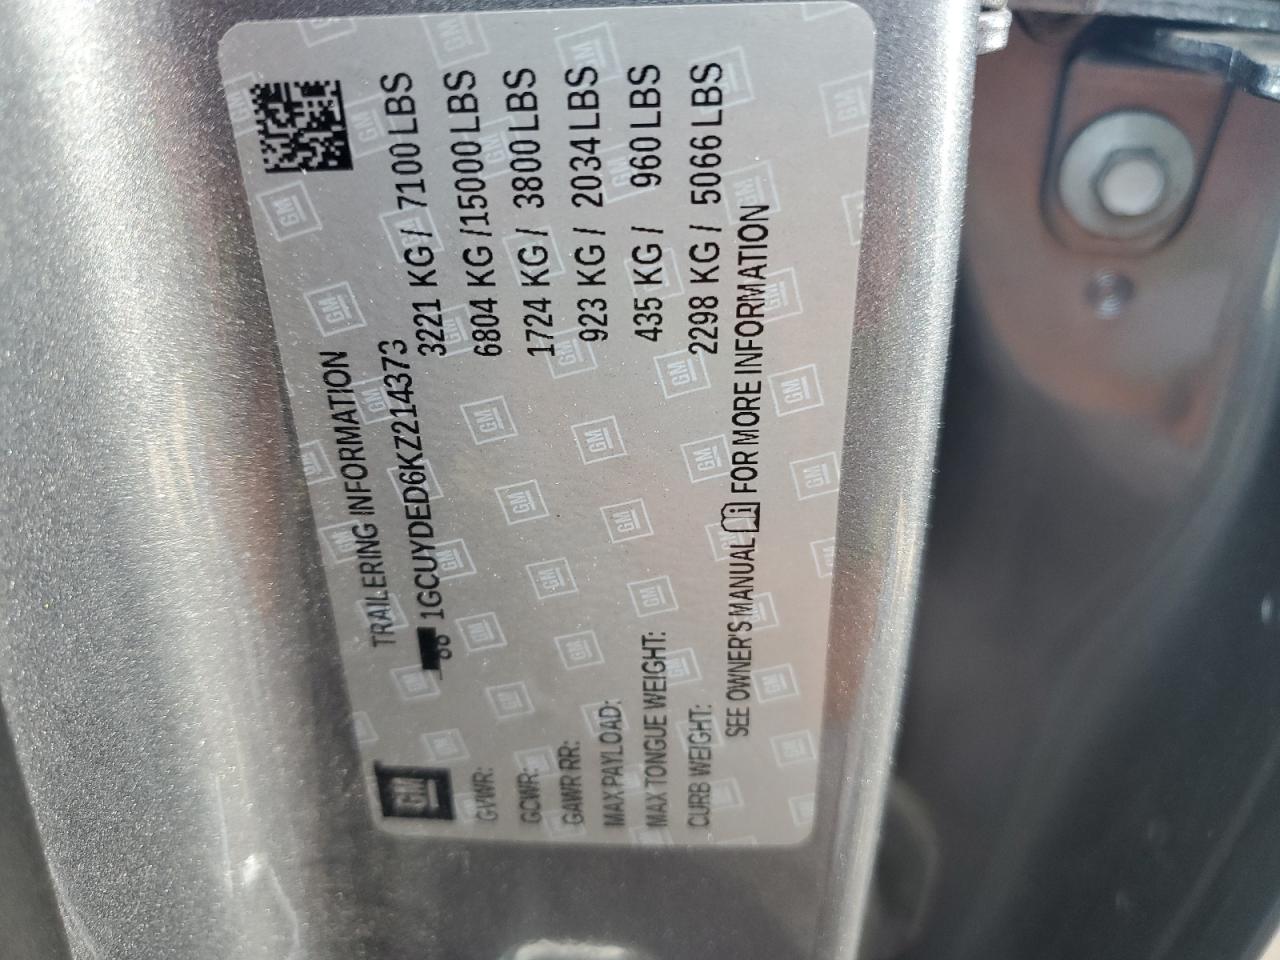 GM
TRAILERING INFORMATION
1GCUYDED6KZ214373
GVWR: 3221 KG / 7100 LBS
GCWR: 6804 KG / 15000 LBS
GAWR RR: 1724 KG / 3800 LBS
MAX PAYLOAD: 923 KG / 2034 LBS
MAX TONGUE WEIGHT: 435 KG / 960 LBS
CURB WEIGHT: 2298 KG / 5066 LBS
SEE OWNER'S MANUAL FOR MORE INFORMATION